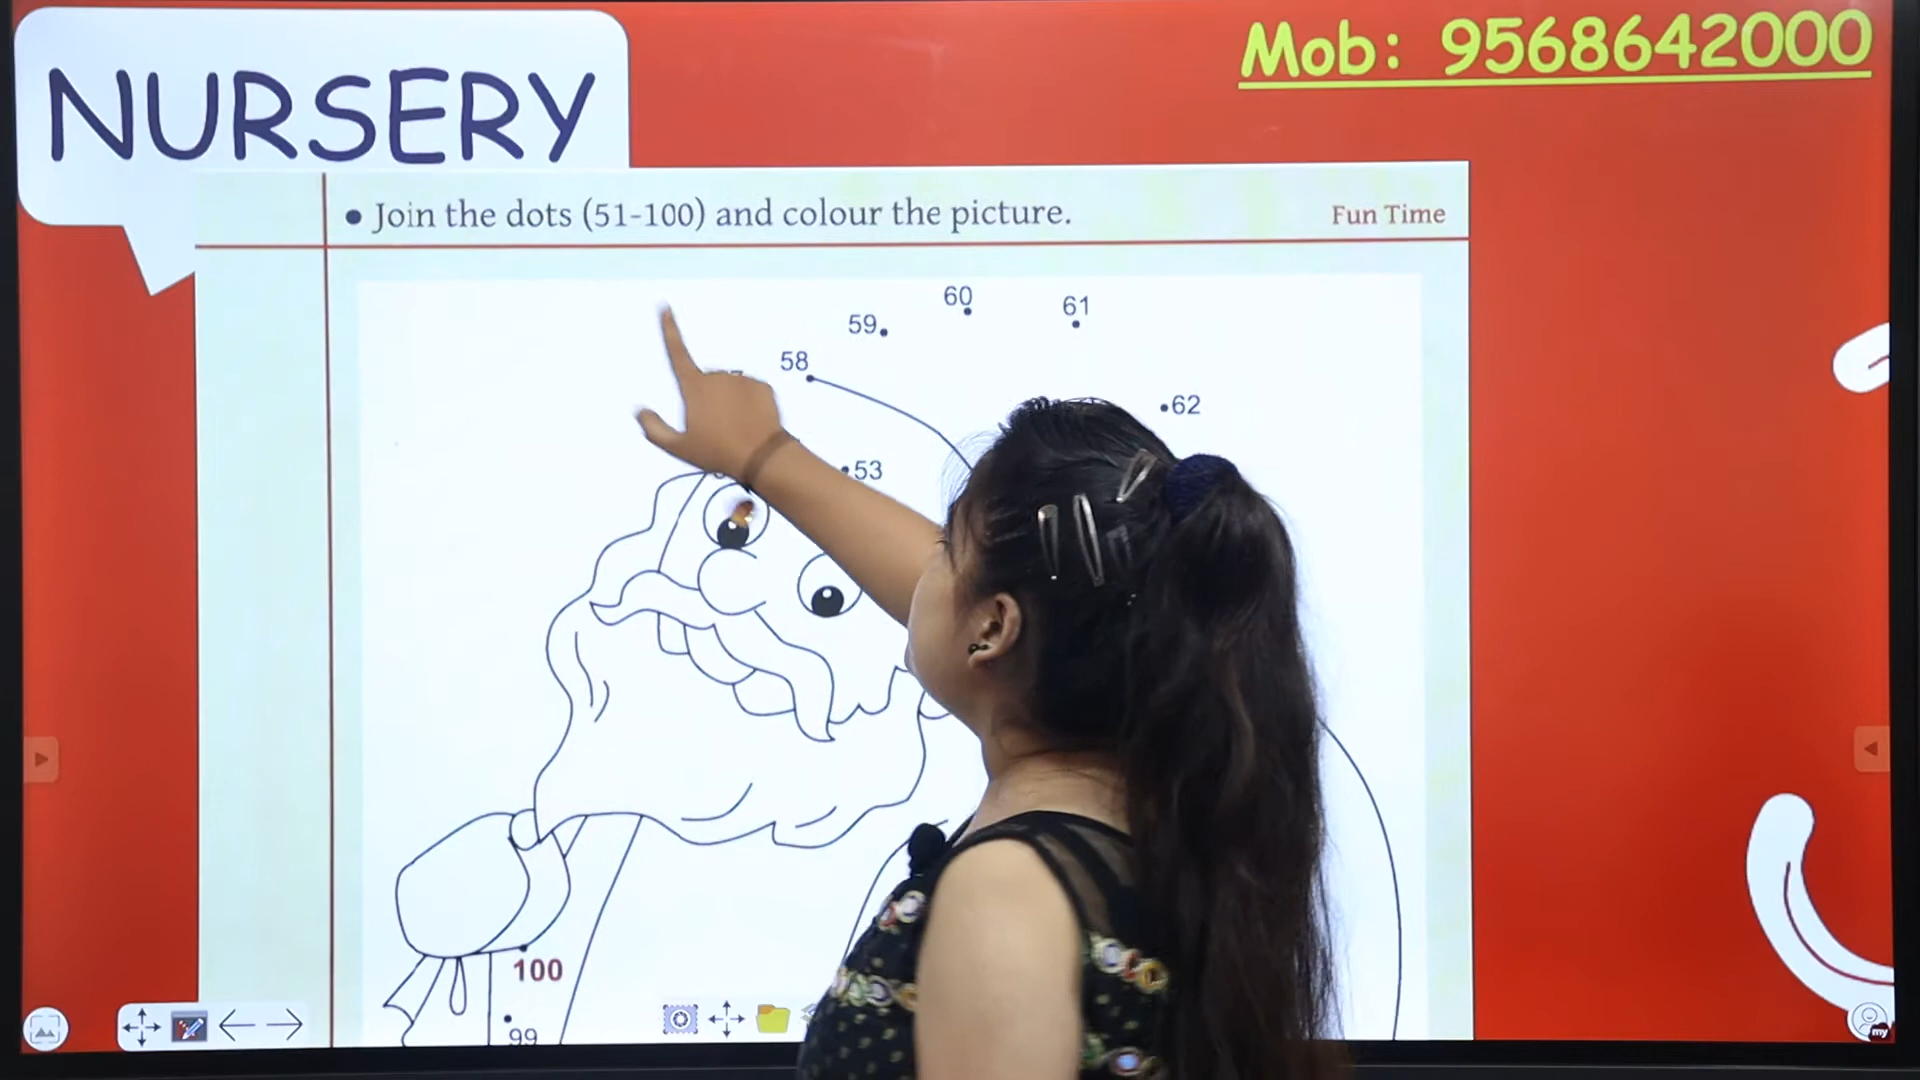 NURSERY
Mob: 9568642000
• Join the dots (51-100) and colour the picture.
Fun Time
60
61
59
58
62
53
100
99
my